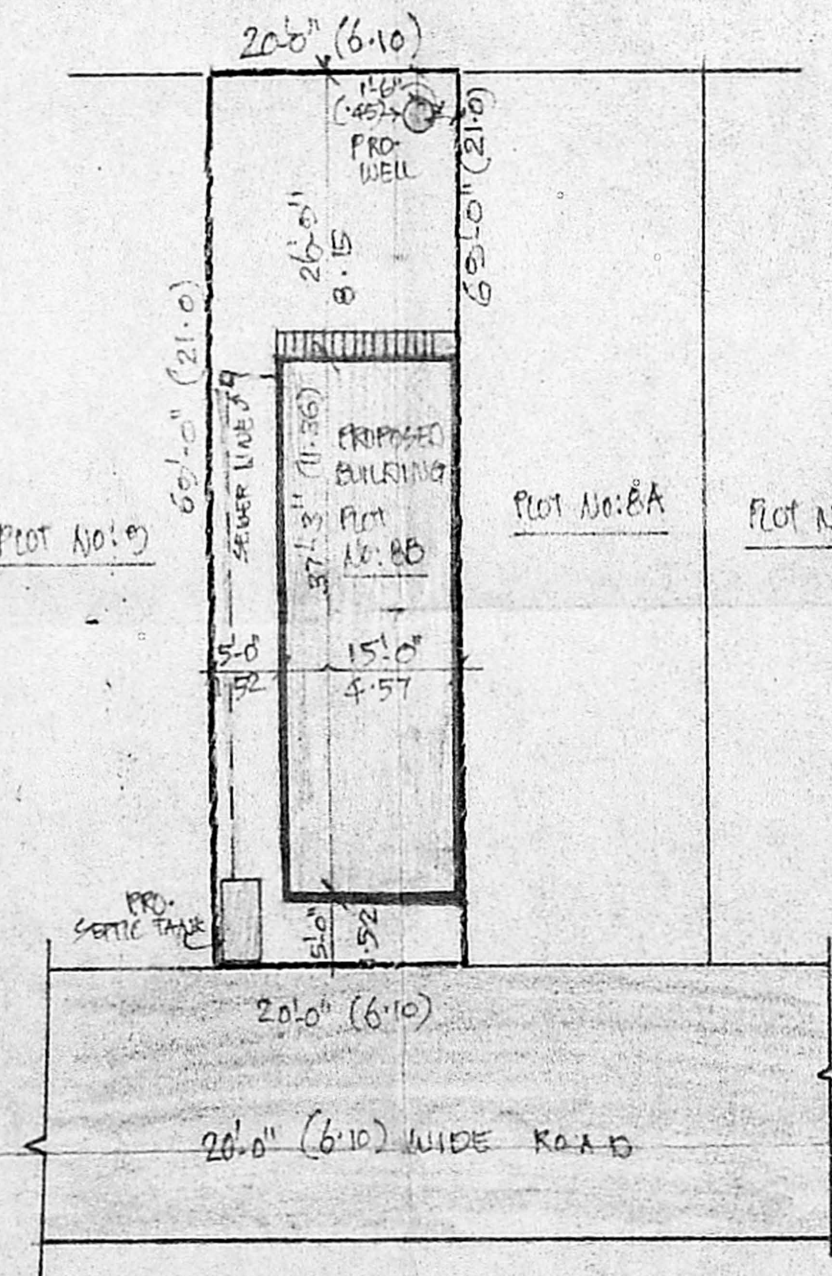 20'-0" (6.10)
1'-6"
(.45)
PRO-
WELL
69'-0" (21.0)
26'-9"
8.15
69'-0" (21.0)
SEWER LINE
37'-3" (11.36)
PROPOSED
BUILDING
PLOT
NO: 8B
PLOT NO: 8A
PLOT NO: 9
PLOT N
5'-0"
1.52
15'-0"
4.57
PRO-
SEPTIC TANK
5'-0"
1.52
20'-0" (6.10)
20'-0" (6.10) WIDE ROAD